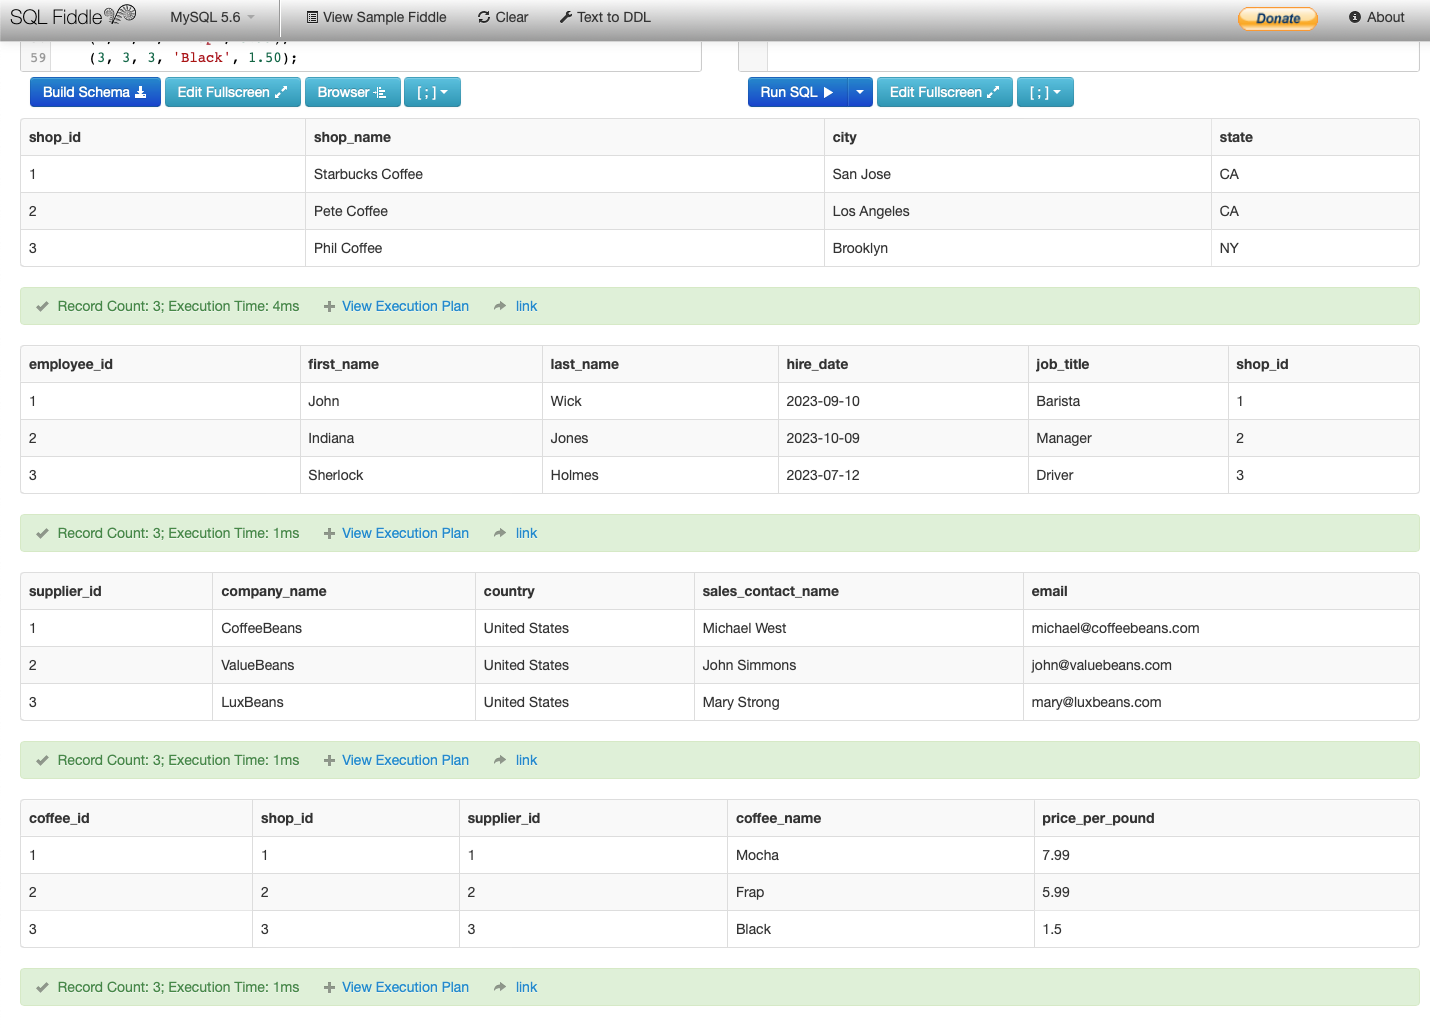 SQL Fiddle MySQL 5.6 View Sample Fiddle Clear Text to DDL Donate About
59 (3, 3, 3, 'Black', 1.50);
Build Schema Edit Fullscreen Browser [ ; ] Run SQL Edit Fullscreen [ ; ]
shop_id shop_name city state
1 Starbucks Coffee San Jose CA
2 Pete Coffee Los Angeles CA
3 Phil Coffee Brooklyn NY
Record Count: 3; Execution Time: 4ms View Execution Plan link
employee_id first_name last_name hire_date job_title shop_id
1 John Wick 2023-09-10 Barista 1
2 Indiana Jones 2023-10-09 Manager 2
3 Sherlock Holmes 2023-07-12 Driver 3
Record Count: 3; Execution Time: 1ms View Execution Plan link
supplier_id company_name country sales_contact_name email
1 CoffeeBeans United States Michael West michael@coffeebeans.com
2 ValueBeans United States John Simmons john@valuebeans.com
3 LuxBeans United States Mary Strong mary@luxbeans.com
Record Count: 3; Execution Time: 1ms View Execution Plan link
coffee_id shop_id supplier_id coffee_name price_per_pound
1 1 1 Mocha 7.99
2 2 2 Frap 5.99
3 3 3 Black 1.5
Record Count: 3; Execution Time: 1ms View Execution Plan link